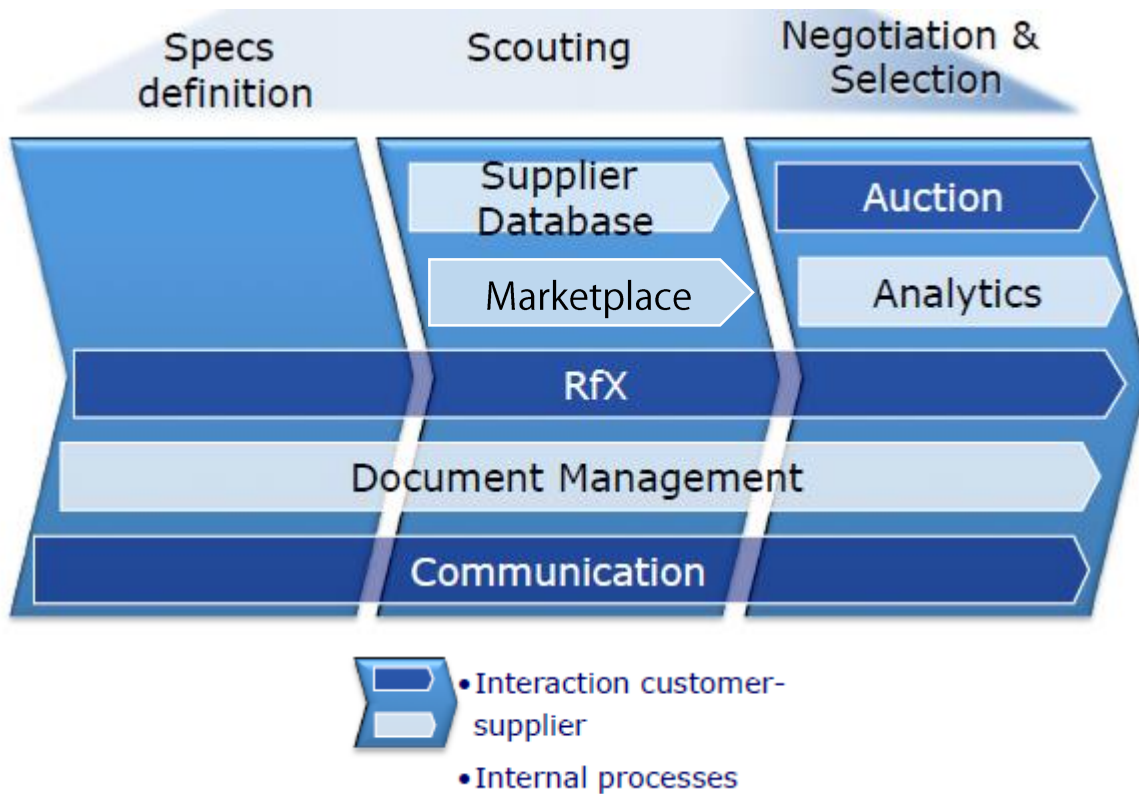 Specs
definition
Scouting
Negotiation &
Selection
Supplier
Database
Auction
Marketplace
Analytics
RfX
Document Management
Communication
•Interaction customer-
supplier
•Internal processes